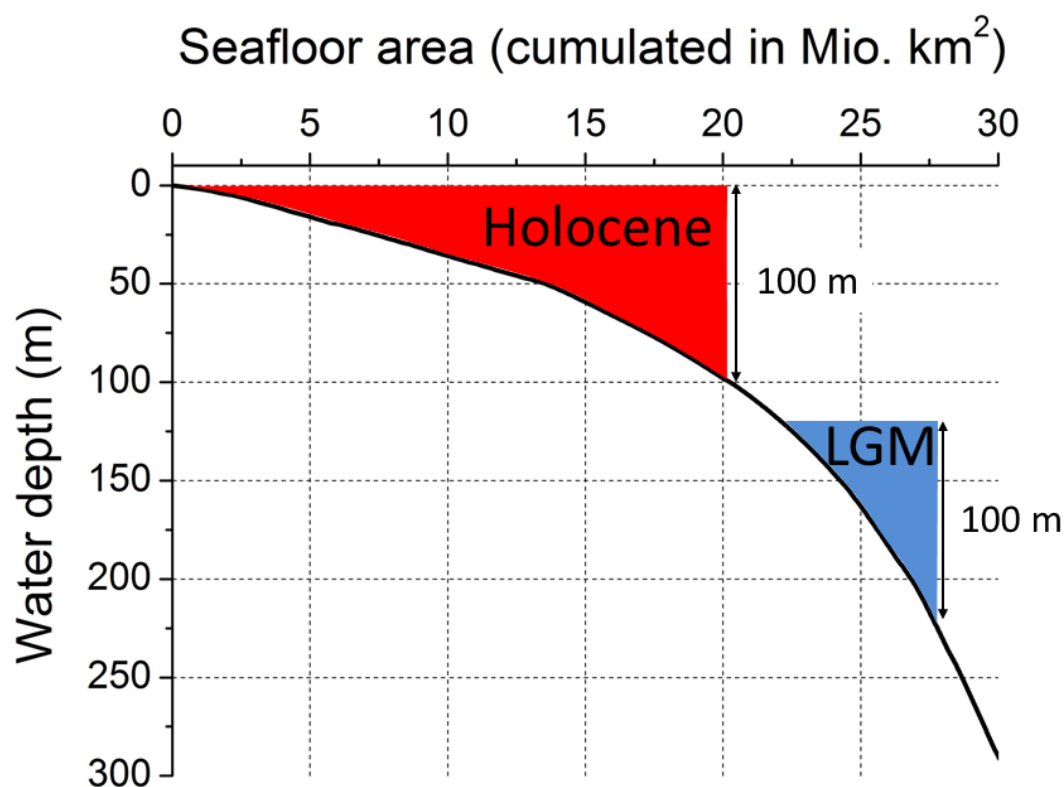 Seafloor area (cumulated in Mio. km²)
0 5 10 15 20 25 30
Water depth (m)
0
50
100
150
200
250
300
Holocene
100 m
LGM
100 m